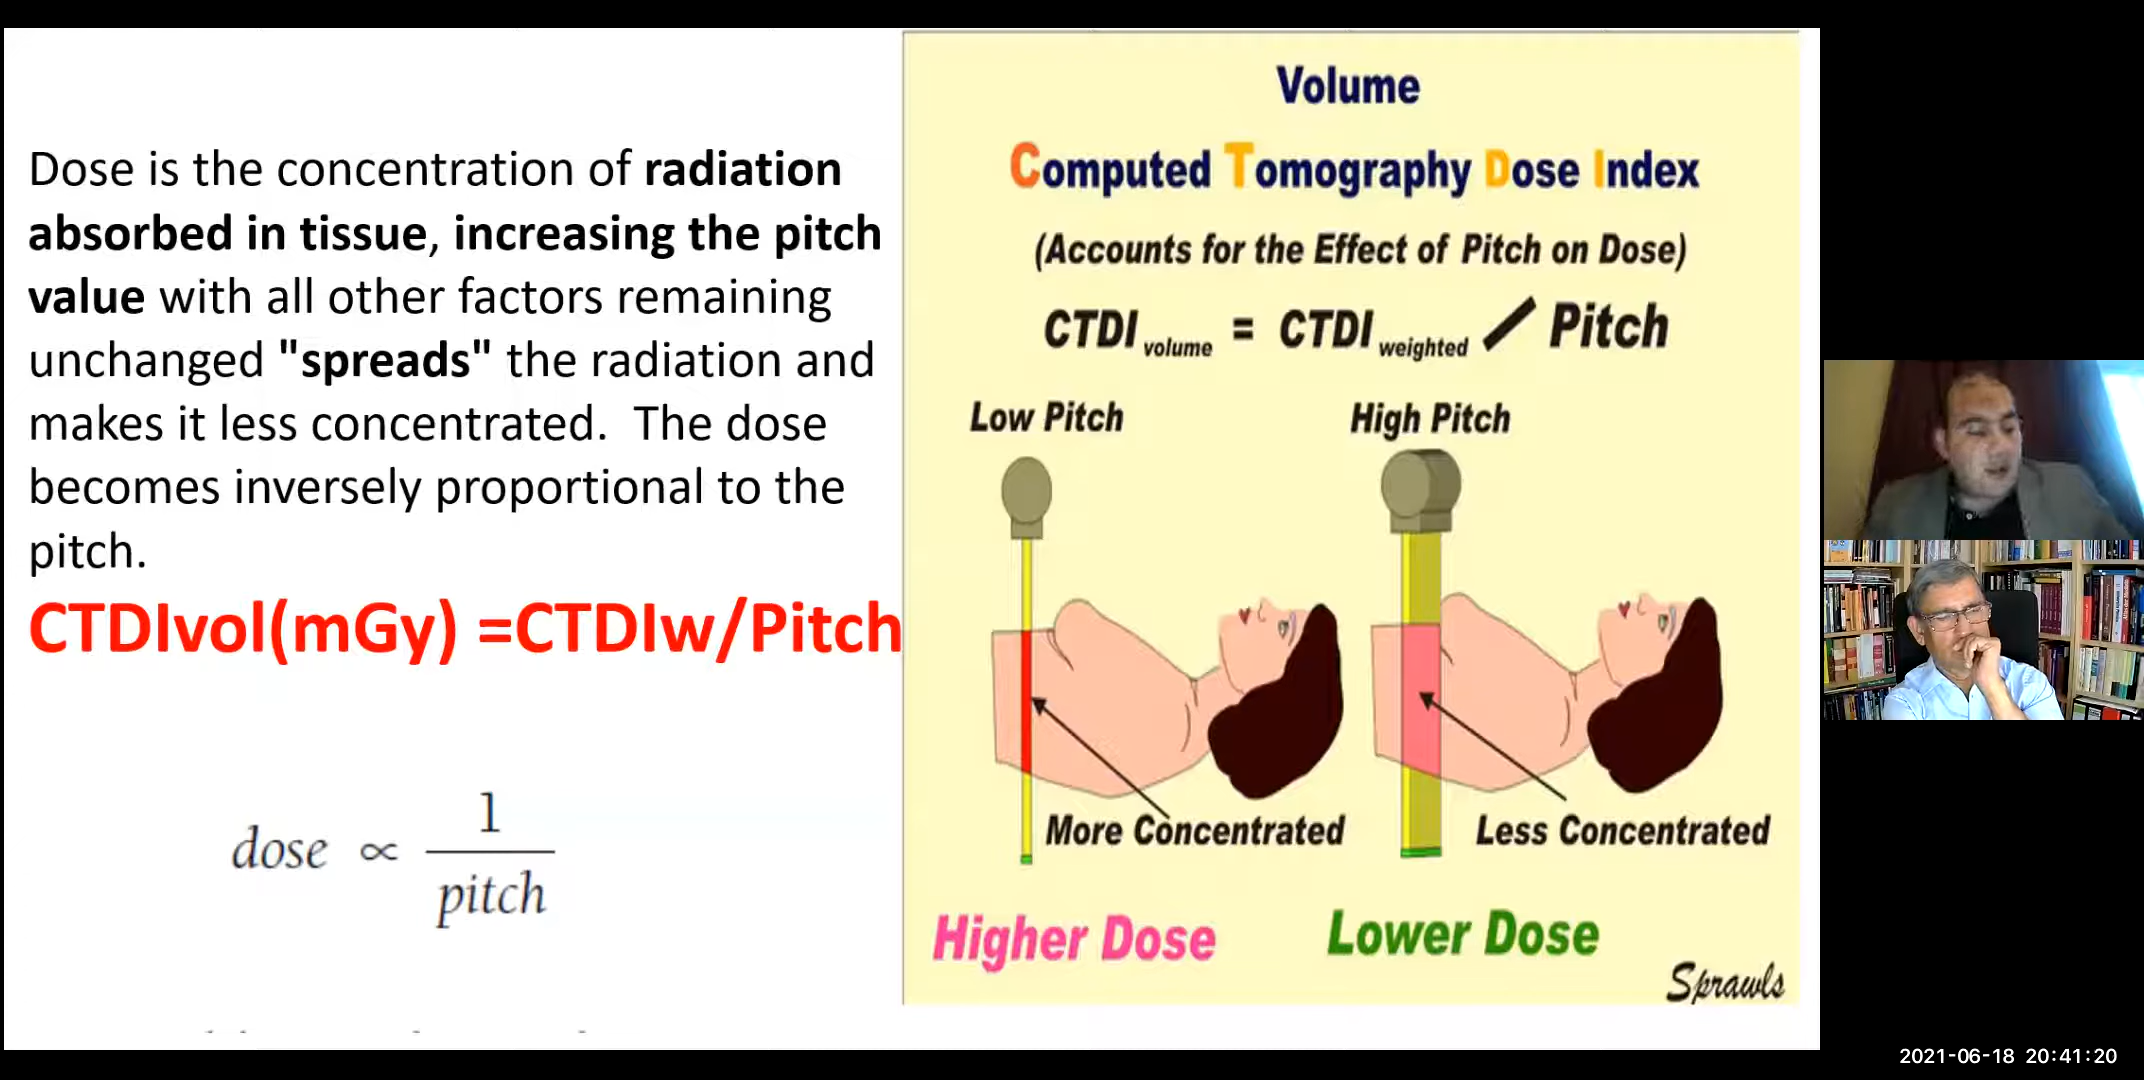 Dose is the concentration of radiation
absorbed in tissue, increasing the pitch
value with all other factors remaining
unchanged "spreads" the radiation and
makes it less concentrated. The dose
becomes inversely proportional to the
pitch.
CTDIvol(mGy) =CTDIw/Pitch
dose ∝ 1
pitch
Volume
Computed Tomography Dose Index
(Accounts for the Effect of Pitch on Dose)
CTDI volume = CTDI weighted / Pitch
Low Pitch
High Pitch
More Concentrated
Less Concentrated
Higher Dose
Lower Dose
Sprawls
2021-06-18 20:41:20